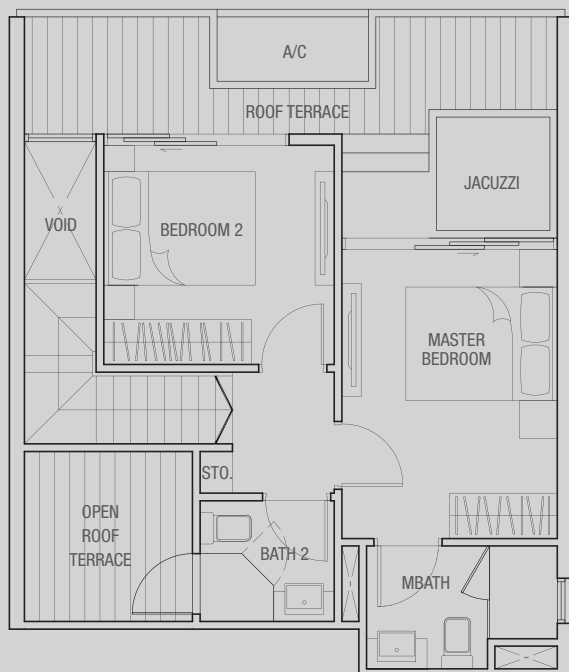 A/C
ROOF TERRACE
JACUZZI
VOID
BEDROOM 2
MASTER
BEDROOM
STO.
OPEN
ROOF
TERRACE
BATH 2
MBATH